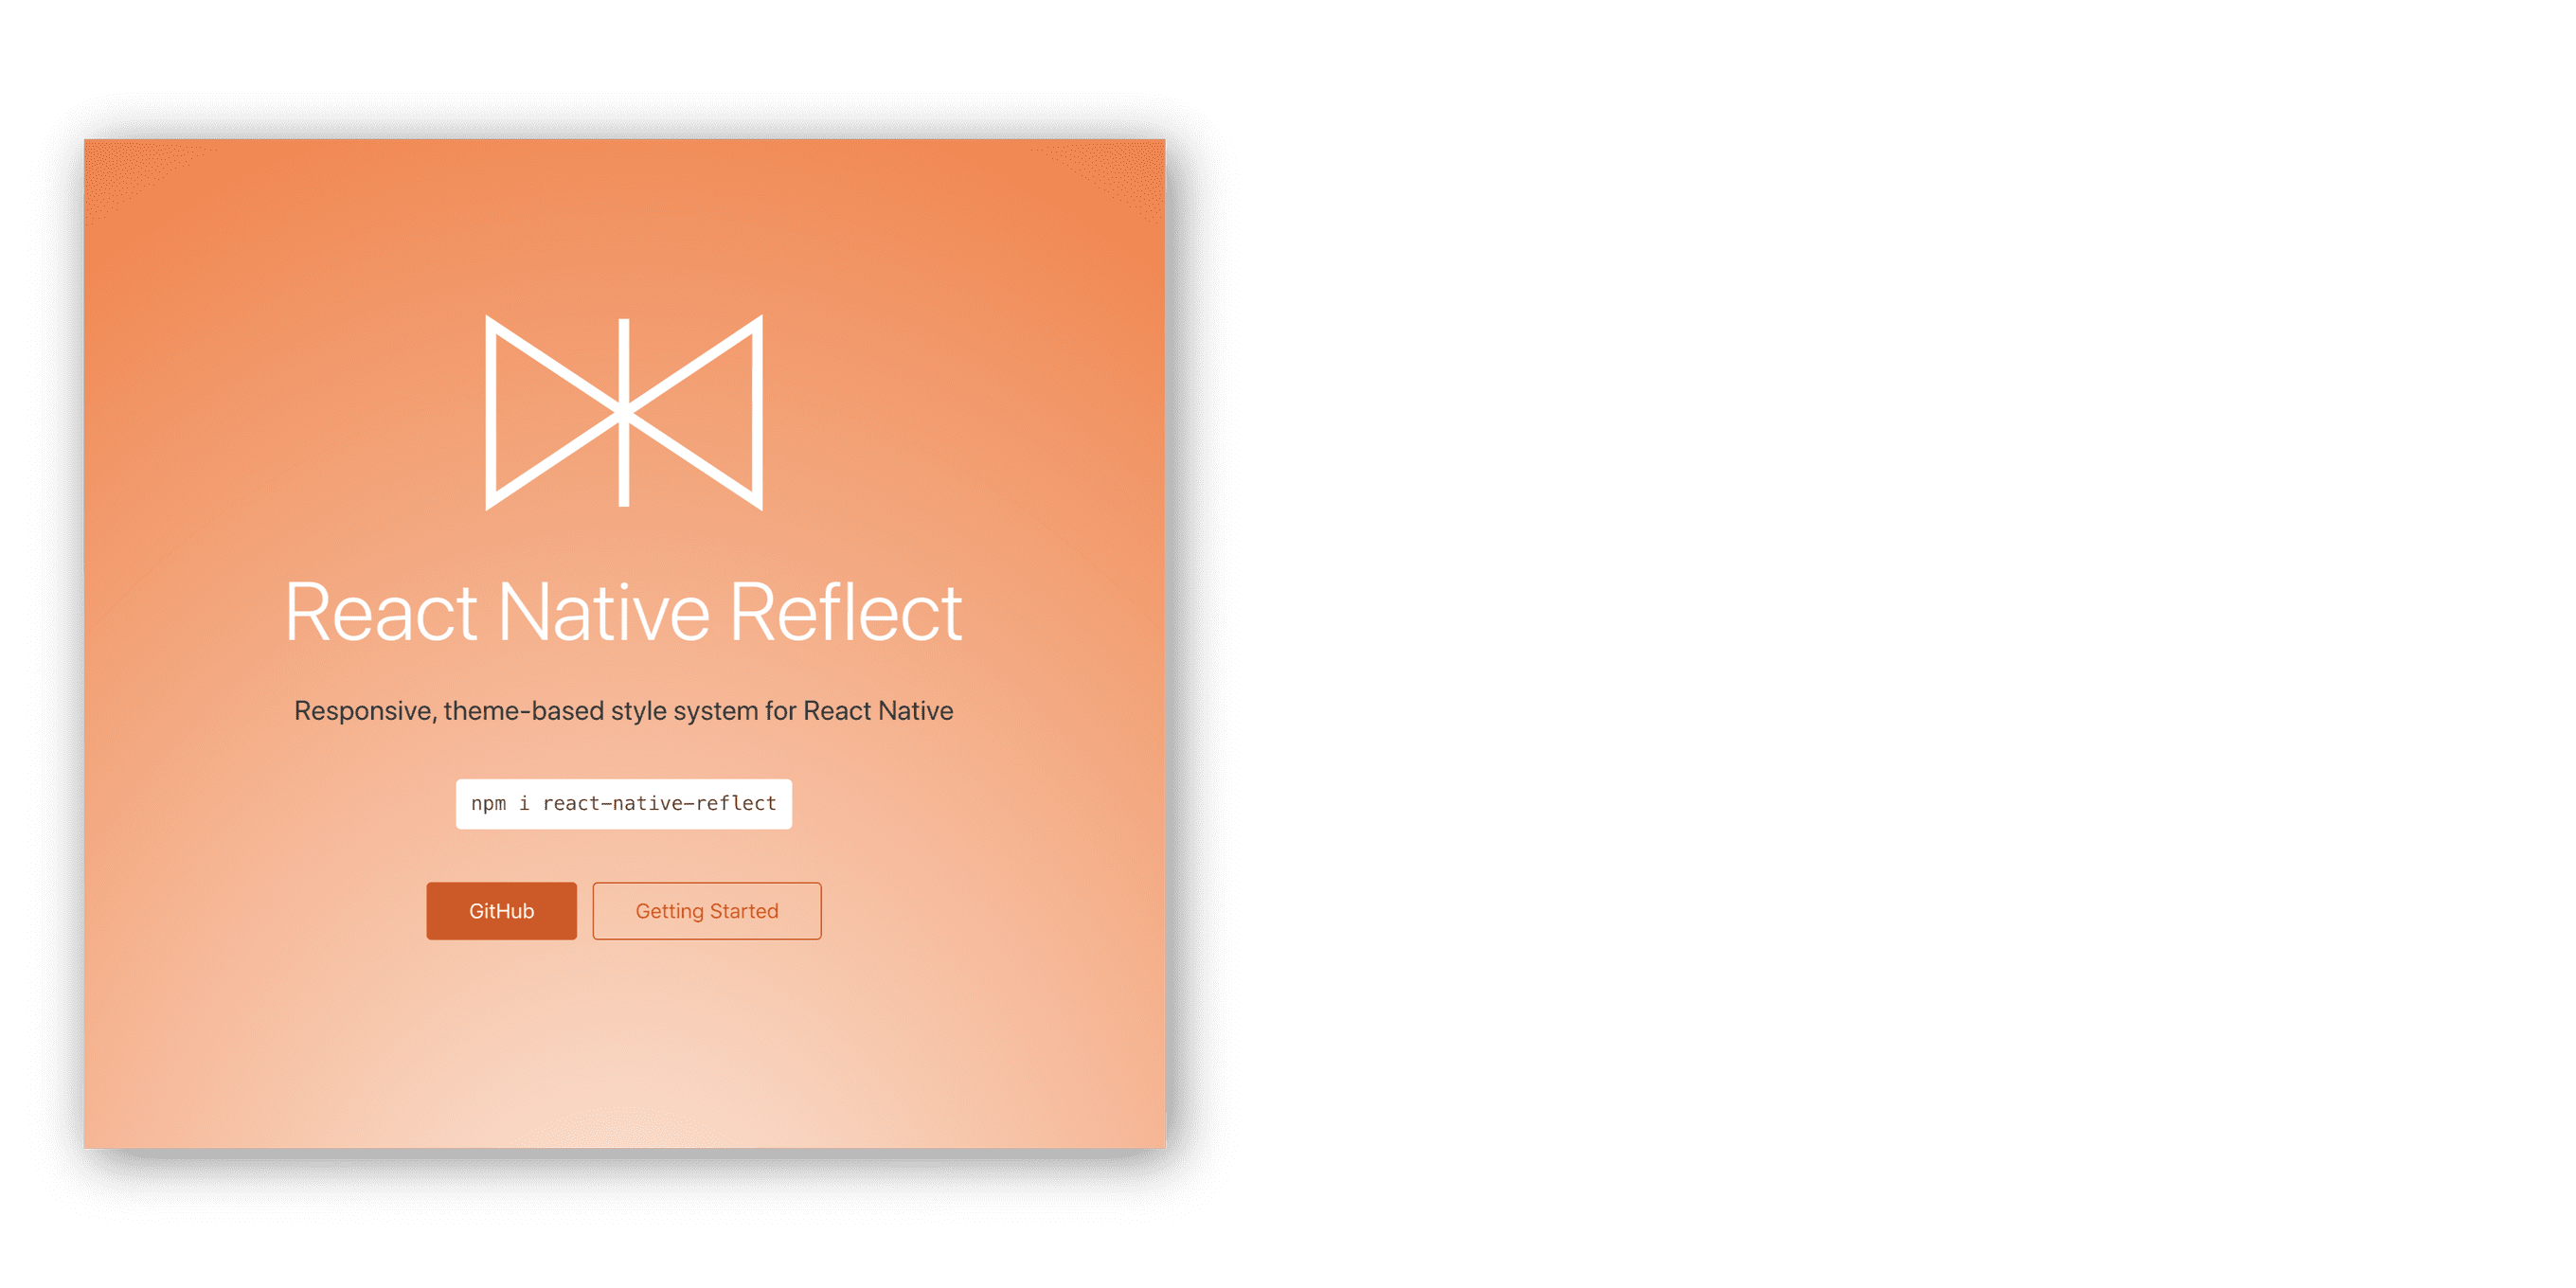 React Native Reflect
Responsive, theme-based style system for React Native
npm i react-native-reflect
GitHub
Getting Started